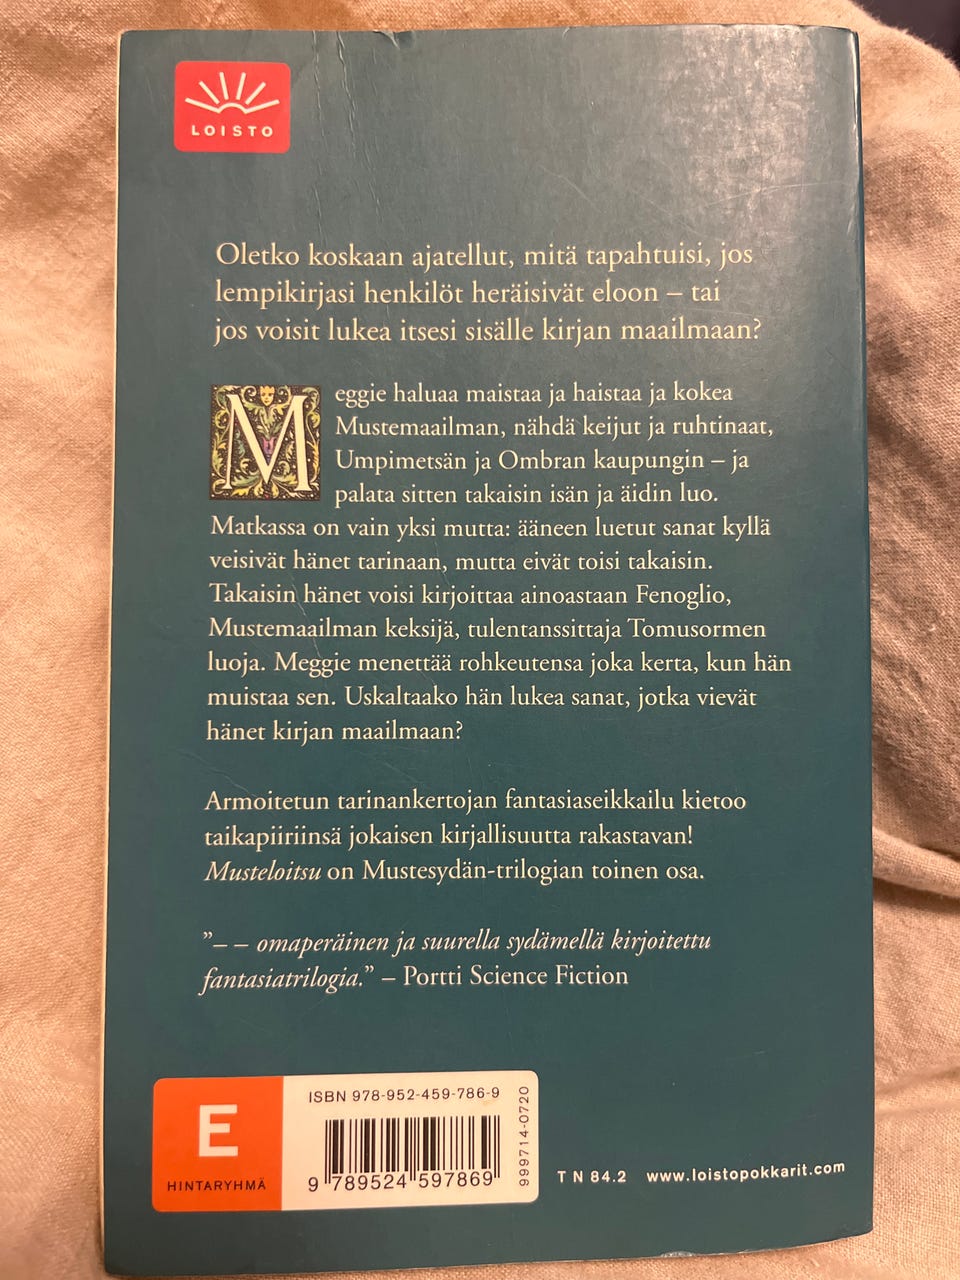 LOISTO
Oletko koskaan ajatellut, mitä tapahtuisi, jos
lempikirjasi henkilöt heräisivät eloon – tai
jos voisit lukea itsesi sisälle kirjan maailmaan?
Meggie haluaa maistaa ja haistaa ja kokea
Mustemaailman, nähdä keijut ja ruhtinaat,
Umpimetsän ja Ombran kaupungin – ja
palata sitten takaisin isän ja äidin luo.
Matkassa on vain yksi mutta: ääneen luetut sanat kyllä
veisivät hänet tarinaan, mutta eivät toisi takaisin.
Takaisin hänet voisi kirjoittaa ainoastaan Fenoglio,
Mustemaailman keksijä, tulentanssittaja Tomusormen
luoja. Meggie menettää rohkeutensa joka kerta, kun hän
muistaa sen. Uskaltaako hän lukea sanat, jotka vievät
hänet kirjan maailmaan?
Armoitetun tarinankertojan fantasiaseikkailu kietoo
taikapiiriinsä jokaisen kirjallisuutta rakastavan!
Musteloitsu on Mustesydän-trilogian toinen osa.
”– – omaperäinen ja suurella sydämellä kirjoitettu
fantasiatrilogia.” – Portti Science Fiction
E
HINTARYHMÄ
ISBN 978-952-459-786-9
9 789524 597869
999714-0720
T N 84.2 www.loistopokkarit.com